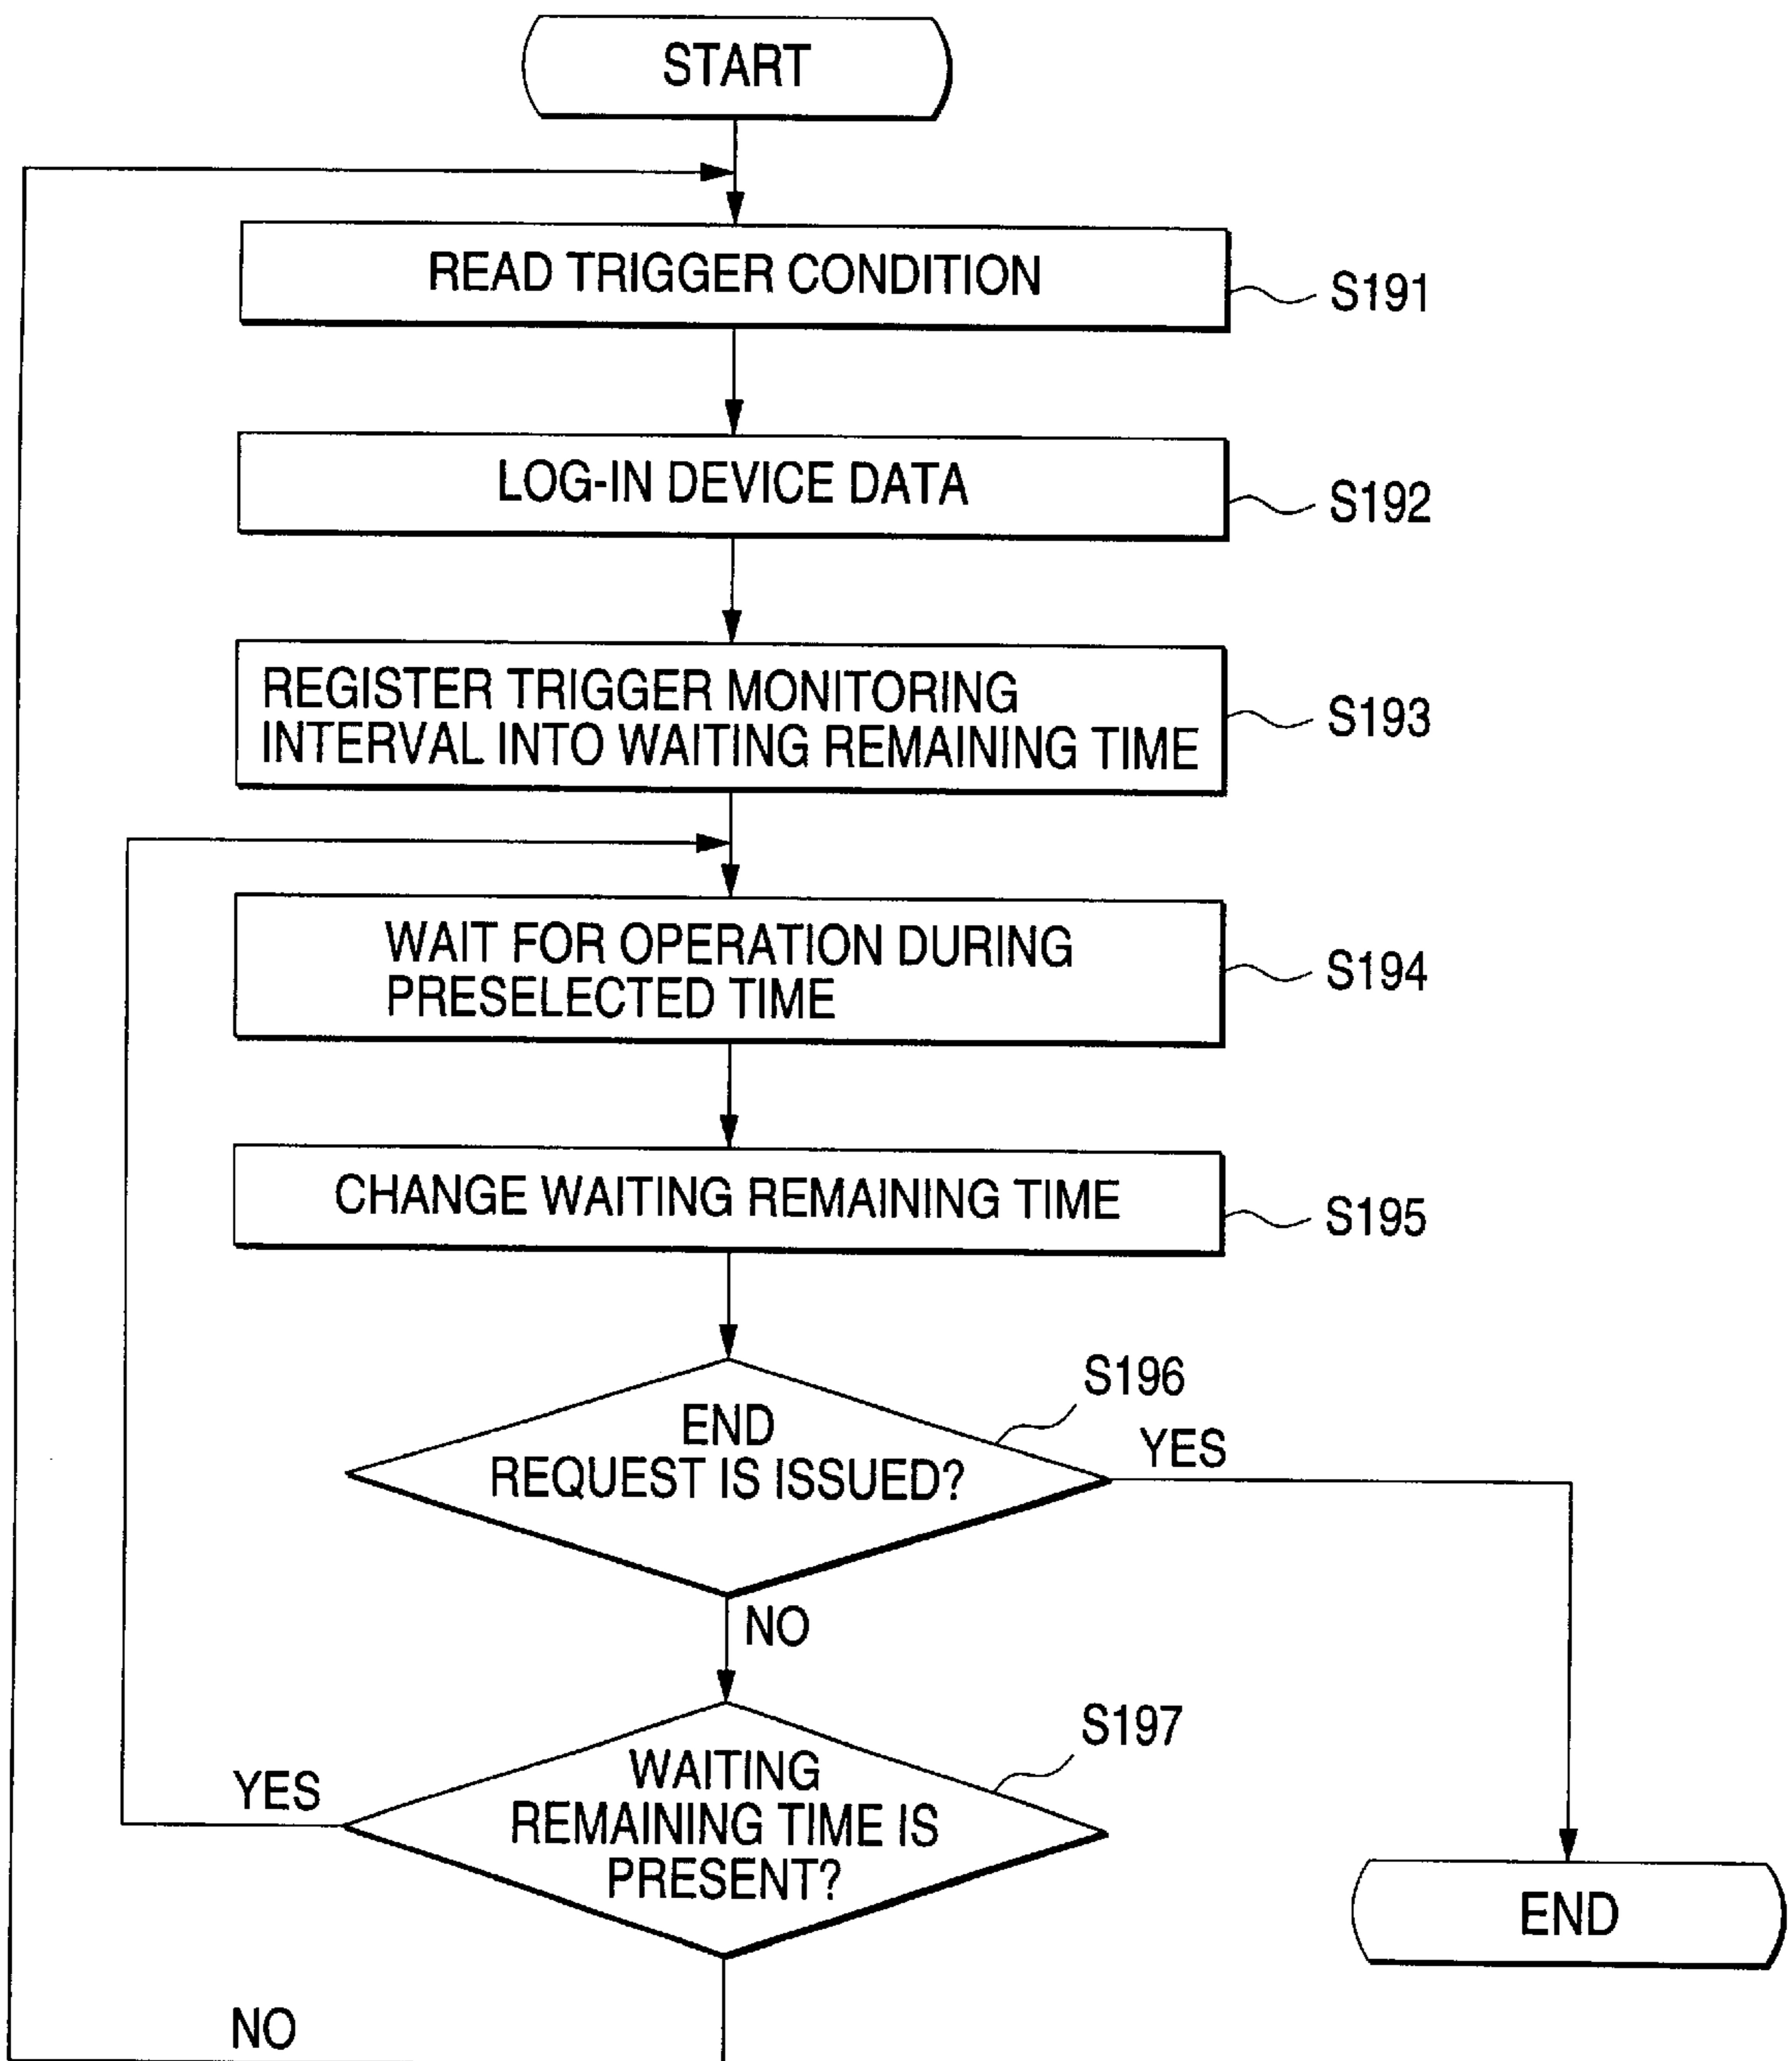 START
READ TRIGGER CONDITION
S191
LOG-IN DEVICE DATA
S192
REGISTER TRIGGER MONITORING
INTERVAL INTO WAITING REMAINING TIME
S193
WAIT FOR OPERATION DURING
PRESELECTED TIME
S194
CHANGE WAITING REMAINING TIME
S195
S196
END
REQUEST IS ISSUED?
YES
NO
S197
WAITING
REMAINING TIME IS
PRESENT?
YES
END
NO